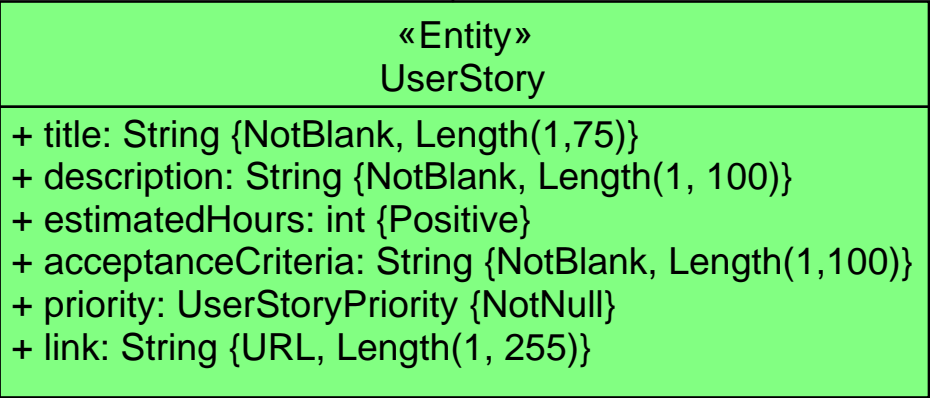 «Entity»
UserStory
+ title: String {NotBlank, Length(1,75)}
+ description: String {NotBlank, Length(1, 100)}
+ estimatedHours: int {Positive}
+ acceptanceCriteria: String {NotBlank, Length(1,100)}
+ priority: UserStoryPriority {NotNull}
+ link: String {URL, Length(1, 255)}